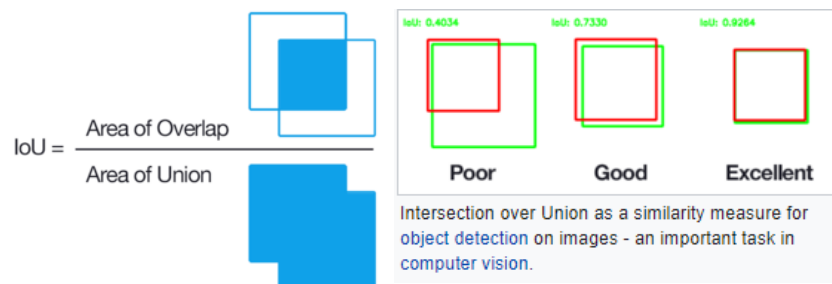 IoU =
Area of Overlap
Area of Union
IoU: 0.4034
IoU: 0.7330
IoU: 0.9264
Poor
Good
Excellent
Intersection over Union as a similarity measure for
object detection on images - an important task in
computer vision.